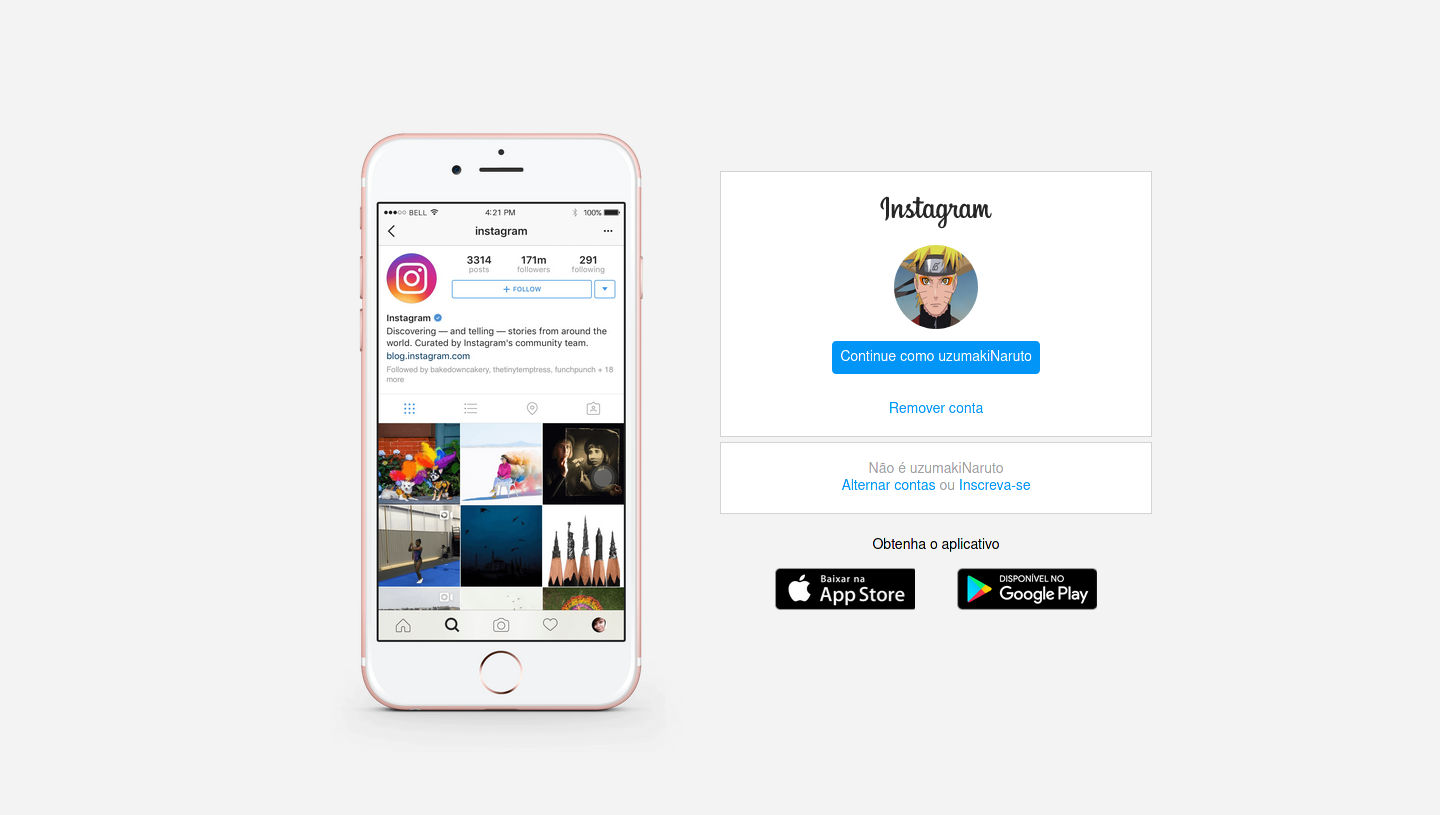 ●●●○○ BELL 4:21 PM 100%
instagram
3314 171m 291
posts followers following
+ FOLLOW
Instagram
Discovering — and telling — stories from around the
world. Curated by Instagram's community team.
blog.instagram.com
Followed by bakedowncakery, thetinytemptress, funchpunch + 18
more
Instagram
Continue como uzumakiNaruto
Remover conta
Não é uzumakiNaruto
Alternar contas ou Inscreva-se
Obtenha o aplicativo
Baixar na
App Store
DISPONÍVEL NO
Google Play